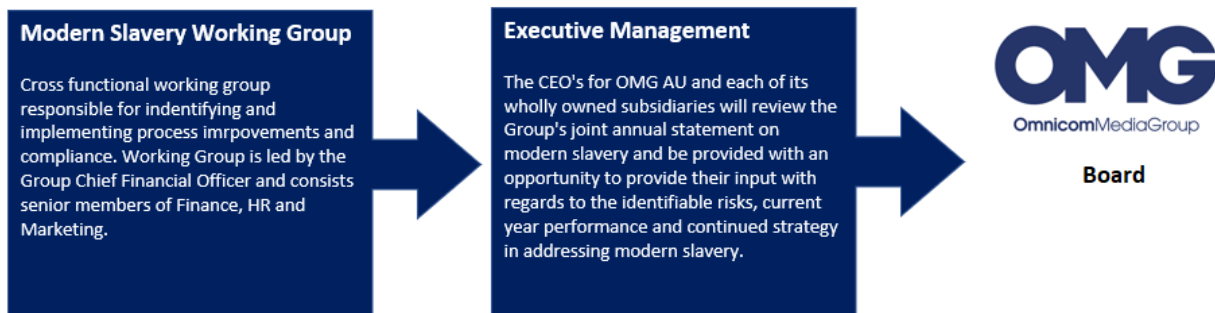 Modern Slavery Working Group
Cross functional working group
responsible for indentifying and
implementing process imrpovements and
compliance. Working Group is led by the
Group Chief Financial Officer and consists
senior members of Finance, HR and
Marketing.
Executive Management
The CEO's for OMG AU and each of its
wholly owned subsidiaries will review the
Group's joint annual statement on
modern slavery and be provided with an
opportunity to provide their input with
regards to the identifiable risks, current
year performance and continued strategy
in addressing modern slavery.
OMG
OmnicomMediaGroup
Board